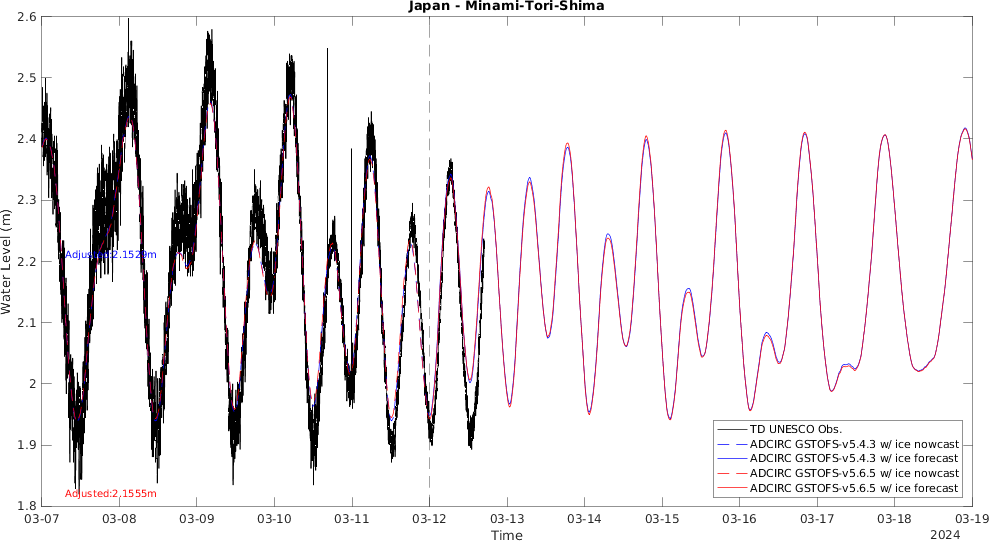 Japan - Minami-Tori-Shima
2.6
2.5
2.4
2.3
2.2
2.1
2
1.9
1.8
Water Level (m)
Adjusted:2.1529m
Adjusted:2.1555m
TD UNESCO Obs.
ADCIRC GSTOFS-v5.4.3 w/ ice nowcast
ADCIRC GSTOFS-v5.4.3 w/ ice forecast
ADCIRC GSTOFS-v5.6.5 w/ ice nowcast
ADCIRC GSTOFS-v5.6.5 w/ ice forecast
03-07 03-08 03-09 03-10 03-11 03-12 03-13 03-14 03-15 03-16 03-17 03-18 03-19
Time
2024